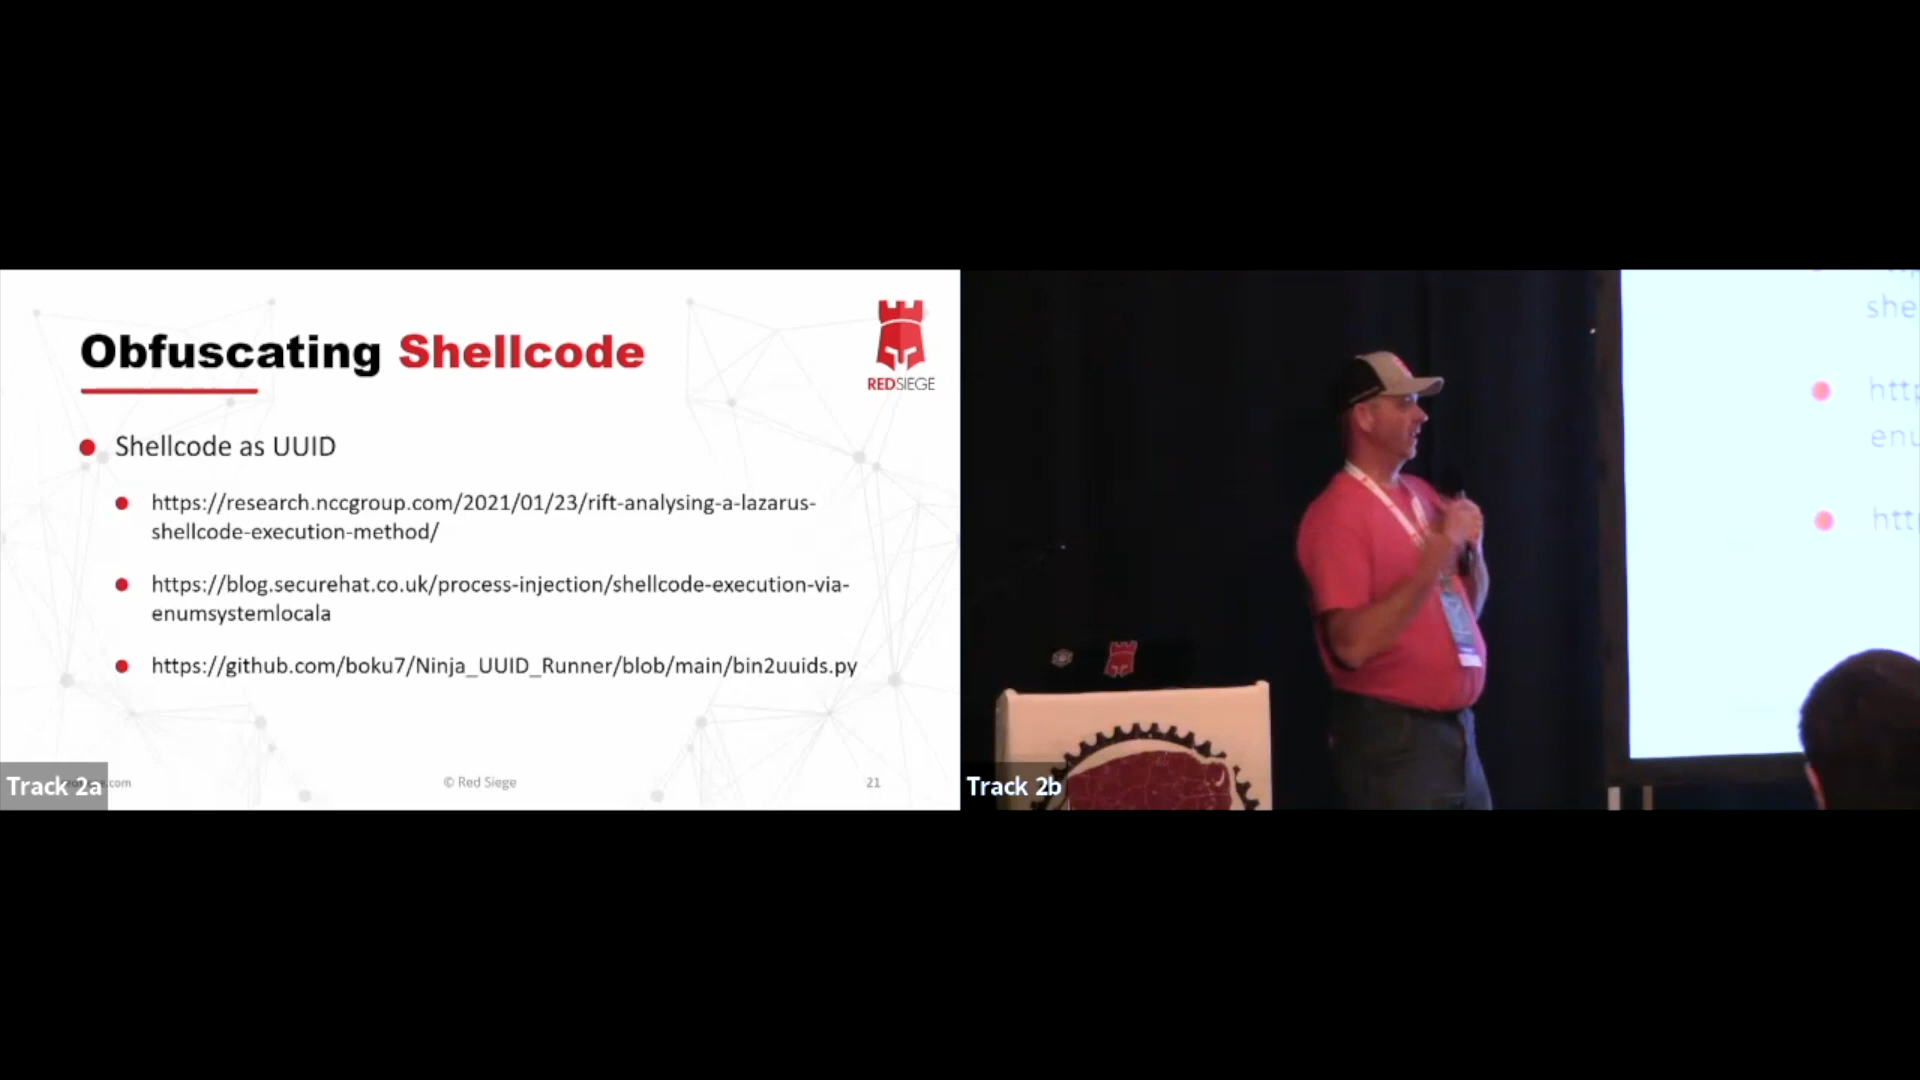 Obfuscating Shellcode
REDSIEGE
Shellcode as UUID
https://research.nccgroup.com/2021/01/23/rift-analysing-a-lazarus-
shellcode-execution-method/
https://blog.securehat.co.uk/process-injection/shellcode-execution-via-
enumsystemlocala
https://github.com/boku7/Ninja_UUID_Runner/blob/main/bin2uuids.py
Track 2a
.com
© Red Siege
21
she
http
enu
htt
Track 2b